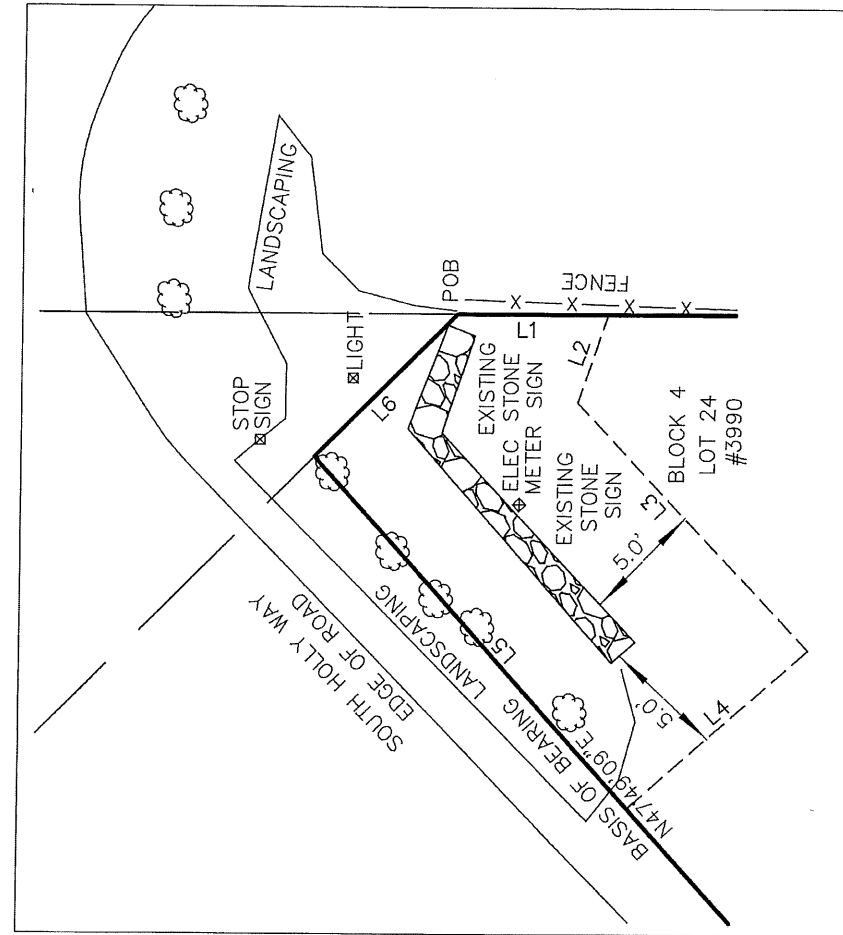 LANDSCAPING
STOP
SIGN
LIGHT
POB
FENCE
L1
L2
L6
EXISTING
ELEC STONE
METER SIGN
EXISTING
STONE
SIGN
BLOCK 4
LOT 24
#3990
L3
5.0'
5.0'
L4
L5
SOUTH HOLLY WAY
EDGE OF ROAD
LANDSCAPING
BASIS OF BEARING
N47149'09"E